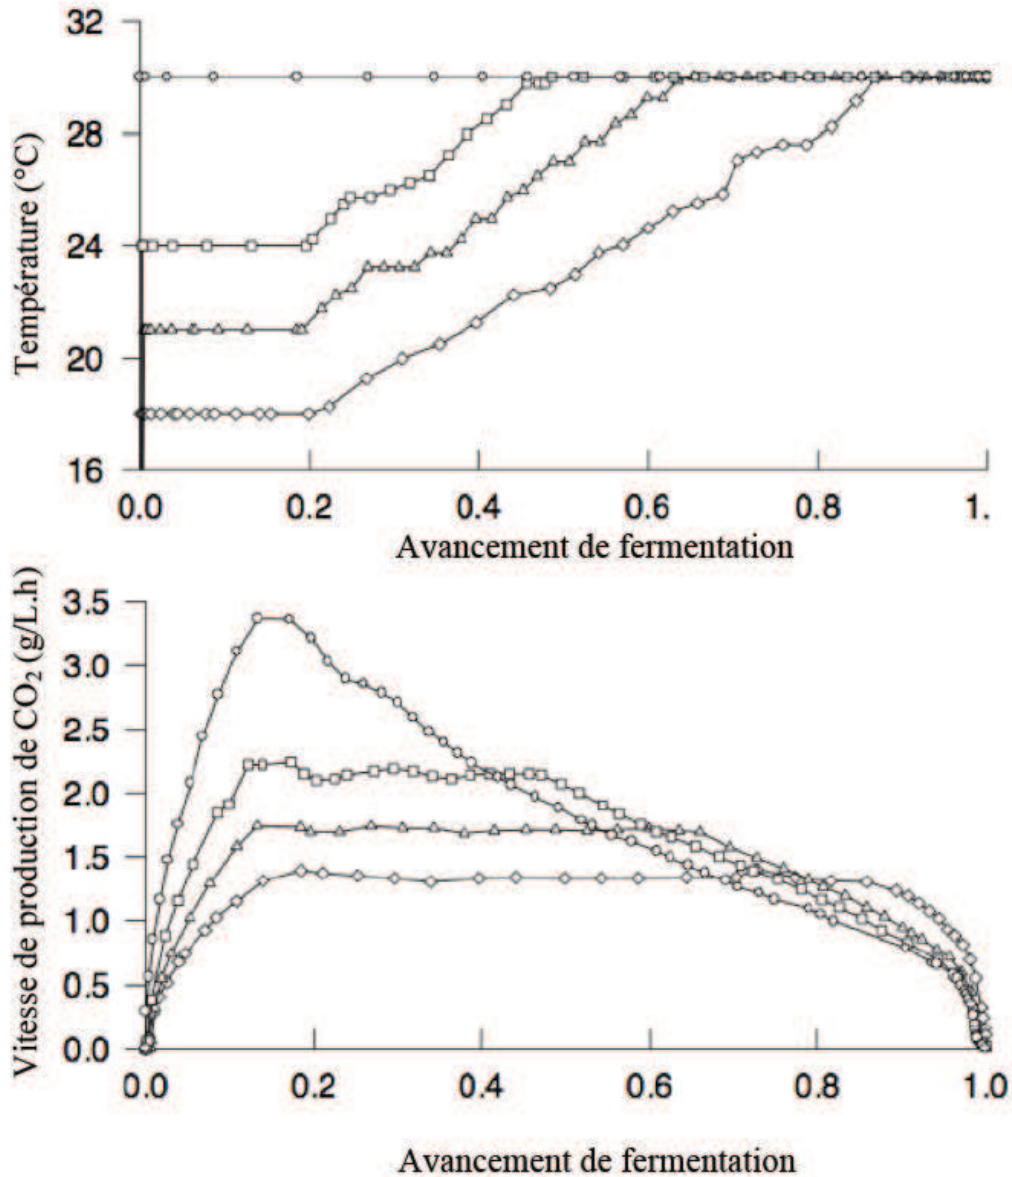 Température (°C)
32
28
24
20
16
0.0 0.2 0.4 0.6 0.8 1.
Avancement de fermentation
Vitesse de production de CO₂ (g/L.h)
3.5
3.0
2.5
2.0
1.5
1.0
0.5
0.0
0.0 0.2 0.4 0.6 0.8 1.0
Avancement de fermentation